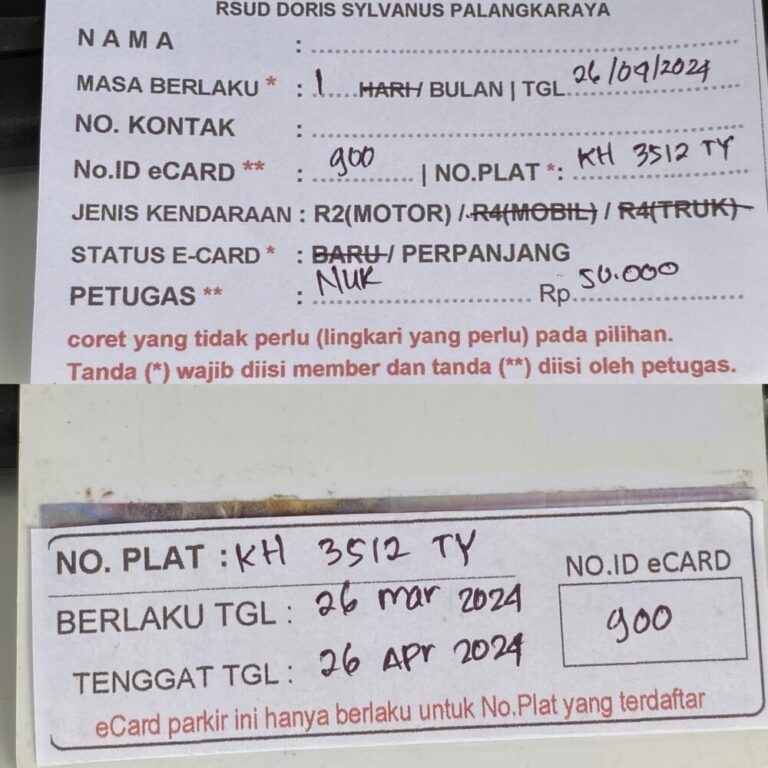 RSUD DORIS SYLVANUS PALANGKARAYA
NAMA :
MASA BERLAKU * : 1 HARI / BULAN | TGL 26/04/2024
NO. KONTAK :
No.ID eCARD ** : 900 | NO.PLAT *: KH 3512 TY
JENIS KENDARAAN : R2(MOTOR) / R4(MOBIL) / R4(TRUK)
STATUS E-CARD * : BARU / PERPANJANG
PETUGAS ** : NUK Rp 50.000
coret yang tidak perlu (lingkari yang perlu) pada pilihan.
Tanda (*) wajib diisi member dan tanda (**) diisi oleh petugas.
NO. PLAT : KH 3512 TY
NO.ID eCARD
BERLAKU TGL : 26 mar 2024
900
TENGGAT TGL : 26 Apr 2024
eCard parkir ini hanya berlaku untuk No.Plat yang terdaftar